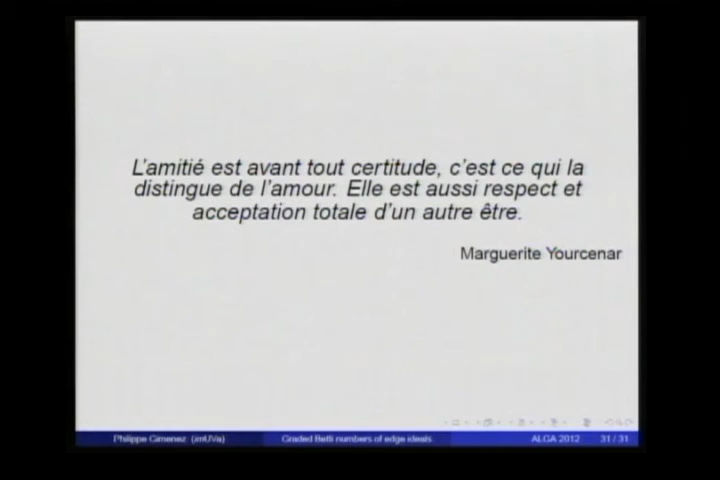 L'amitié est avant tout certitude, c'est ce qui la
distingue de l'amour. Elle est aussi respect et
acceptation totale d'un autre être.
Marguerite Yourcenar
Philippe Gimenez (imUVa) Graded Betti numbers of edge ideals ALGA 2012 31 / 31